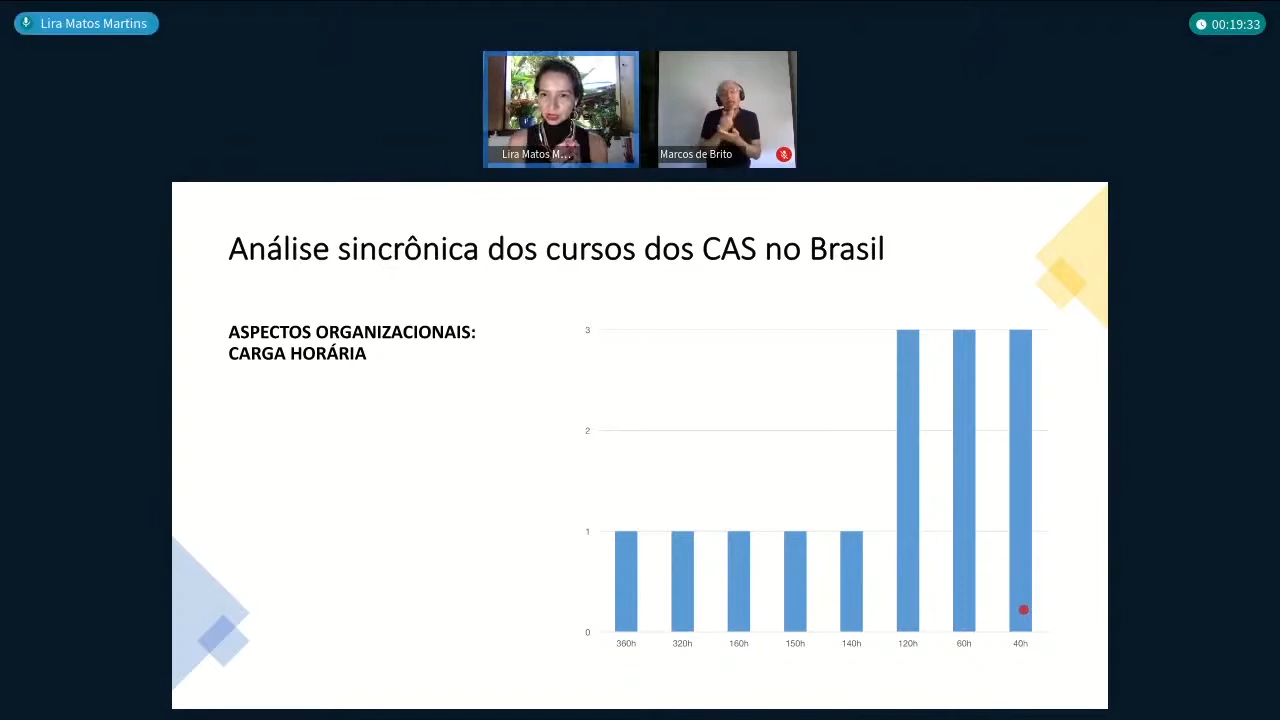 Lira Matos Martins
00:19:33
Lira Matos M...
Marcos de Brito
Análise sincrônica dos cursos dos CAS no Brasil
ASPECTOS ORGANIZACIONAIS:
CARGA HORÁRIA
3
2
1
0
360h 320h 160h 150h 140h 120h 60h 40h